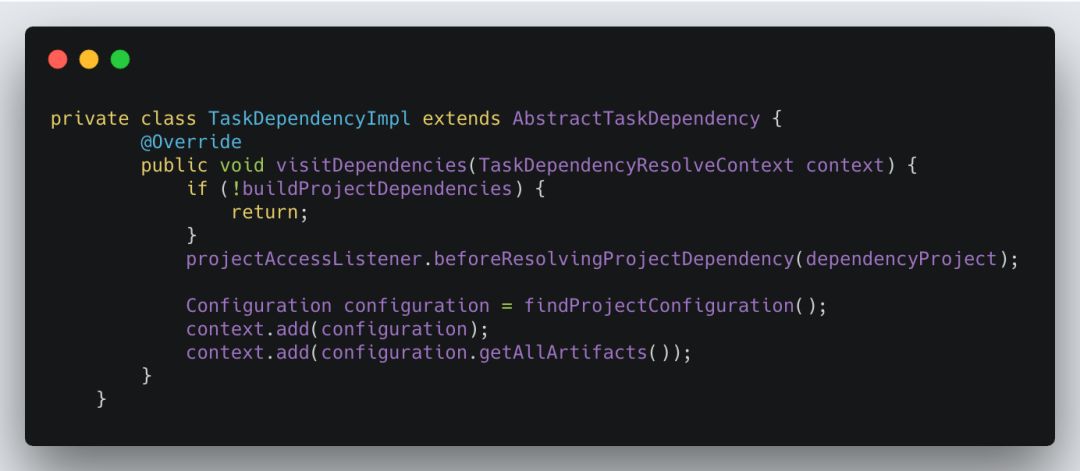 private class TaskDependencyImpl extends AbstractTaskDependency {
        @Override
        public void visitDependencies(TaskDependencyResolveContext context) {
            if (!buildProjectDependencies) {
                return;
            }
            projectAccessListener.beforeResolvingProjectDependency(dependencyProject);

            Configuration configuration = findProjectConfiguration();
            context.add(configuration);
            context.add(configuration.getAllArtifacts());
        }
    }